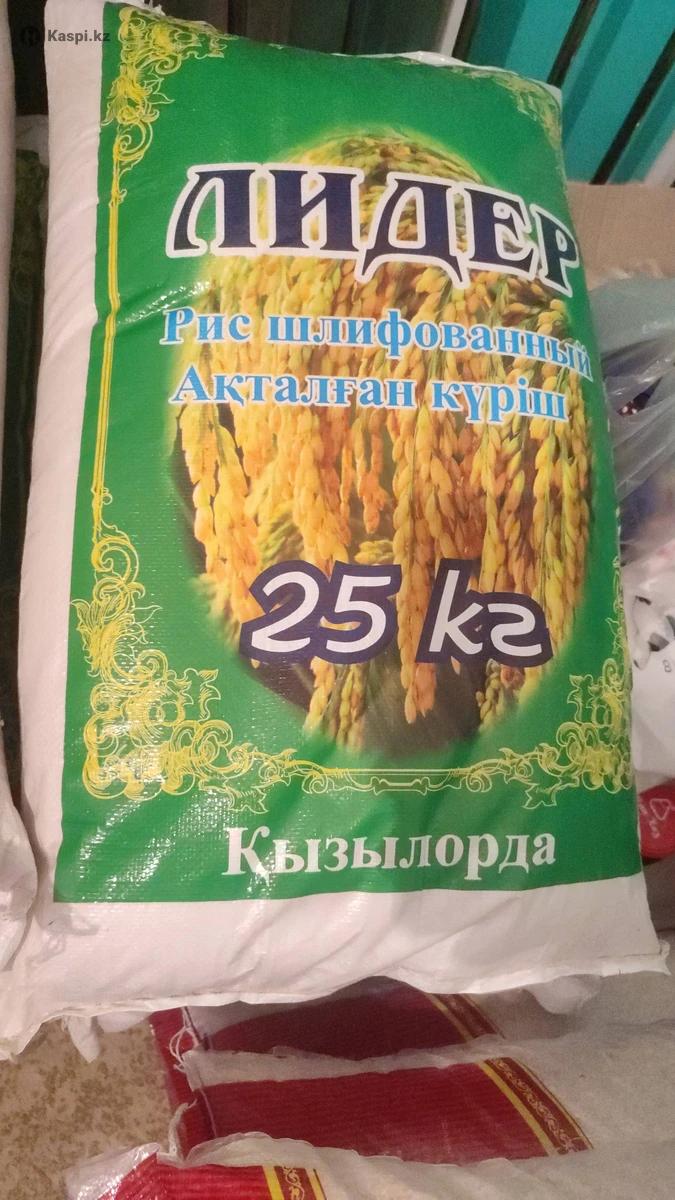 Kaspi.kz
ЛИДЕР
Рис шлифованный
Ақталған күріш
25 кг
Қызылорда